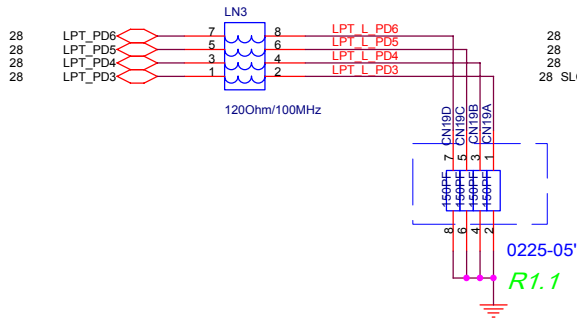 LN3
28 LPT_PD6 7 8 LPT_L_PD6 28
28 LPT_PD5 5 6 LPT_L_PD5
28 LPT_PD4 3 4 LPT_L_PD4 28
28 LPT_PD3 1 2 LPT_L_PD3 28 SL
120Ohm/100MHz
CN19D CN19C CN19B CN19A
7 5 3 1
150PF 150PF 150PF 150PF
8 6 4 2
0225-05'
R1.1